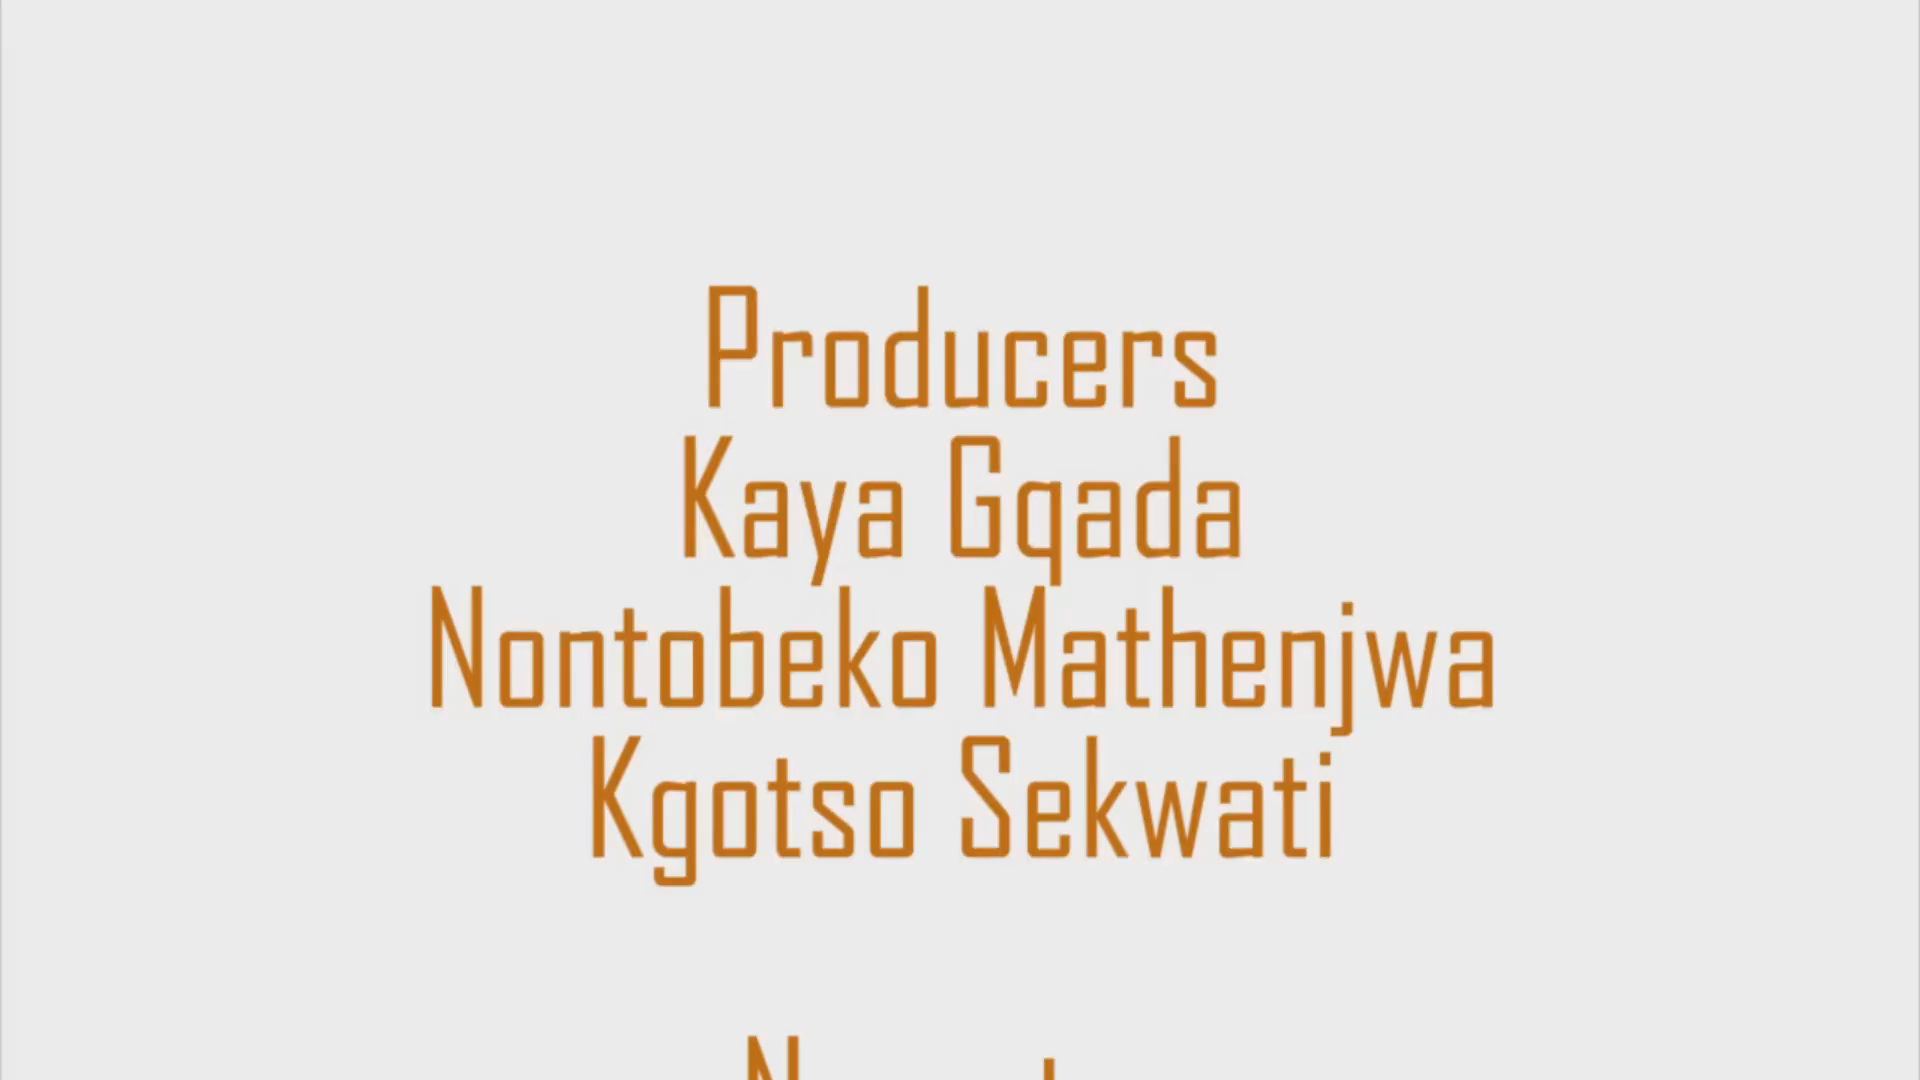 Producers
Kaya Gqada
Nontobeko Mathenjwa
Kgotso Sekwati